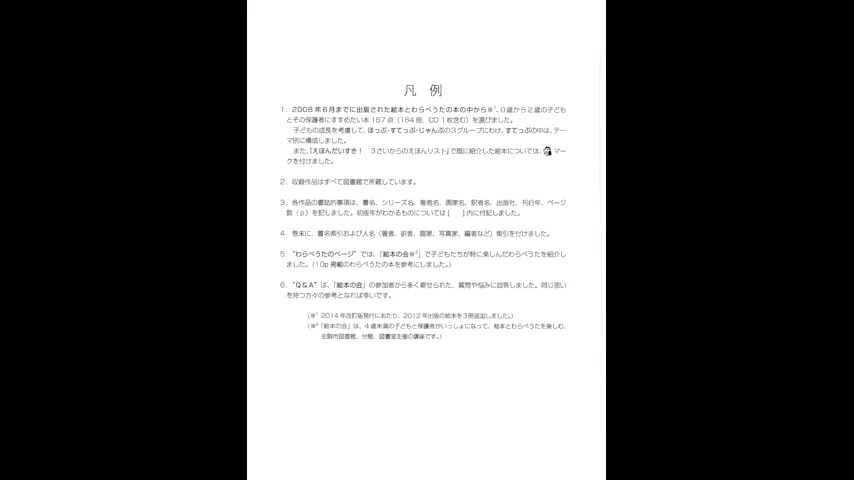 凡 例
1．2008年6月までに出版された絵本とわらべうたの本の中から※1、0歳から2歳の子ども
とその保護者にすすめたい本157点（164冊、CD1枚含む）を選びました。
子どもの成長を考慮して、ほっぷ・すてっぷ・じゃんぷの3グループにわけ、すてっぷの中は、テー
マ別に構成しました。
また、『えほんだいすき！ 3さいからのえほんリスト』で既に紹介した絵本については、マー
クを付けました。
2．収録作品はすべて図書館で所蔵しています。
3．各作品の書誌的事項は、書名、シリーズ名、著者名、画家名、訳者名、出版社、刊行年、ページ
数（p）を記しました。初版年がわかるものについては［ ］内に付記しました。
4．巻末に、書名索引および人名（著者、訳者、画家、写真家、編者など）索引を付けました。
5．"わらべうたのページ"では、「絵本の会※2」で子どもたちが特に楽しんだわらべうたを紹介し
ました。（10p掲載のわらべうたの本を参考にしました。）
6．"Q＆A"は、「絵本の会」の参加者から多く寄せられた、質問や悩みに回答しました。同じ思い
を持つ方々の参考となれば幸いです。
（※1 2014年改訂版発行にあたり、2012年出版の絵本を3冊追加しました。）
（※2「絵本の会」は、4歳未満の子どもと保護者がいっしょになって、絵本とわらべうたを楽しむ、
生駒市図書館、分館、図書室主催の講座です。）